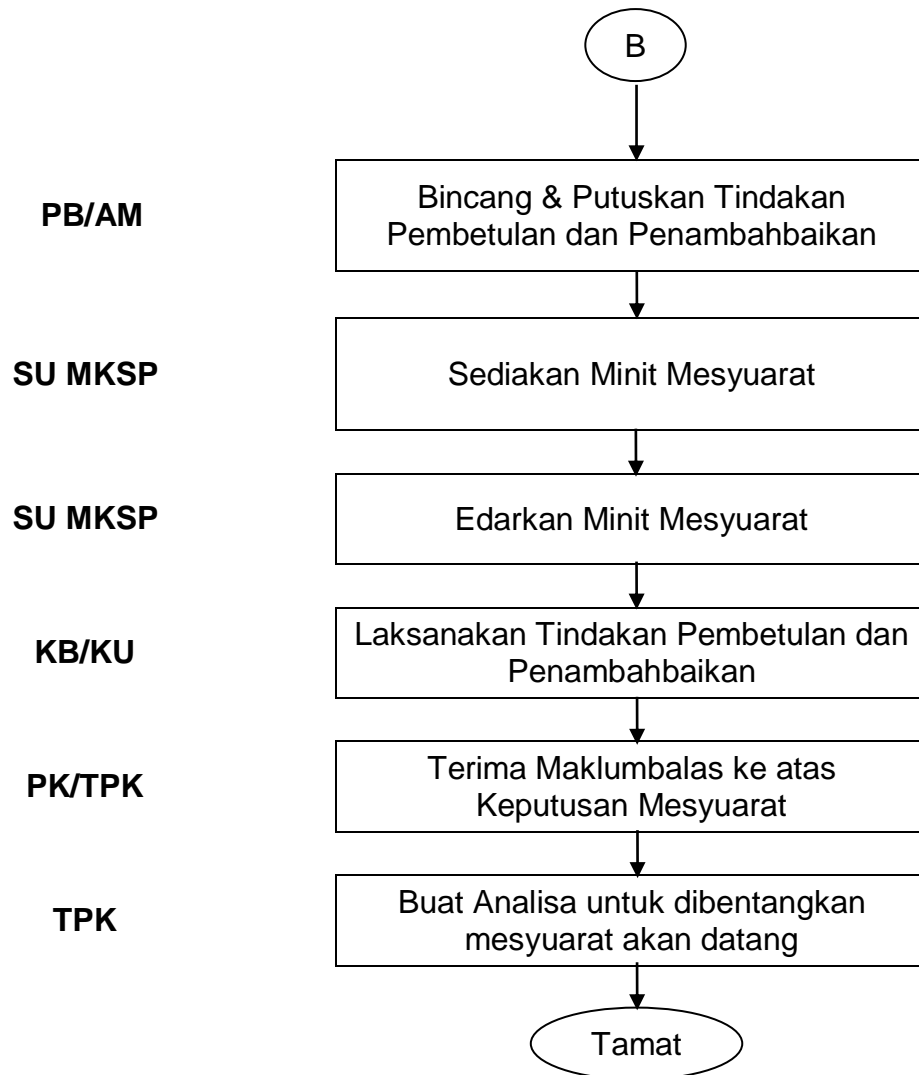 B
PB/AM
Bincang & Putuskan Tindakan
Pembetulan dan Penambahbaikan
SU MKSP
Sediakan Minit Mesyuarat
SU MKSP
Edarkan Minit Mesyuarat
KB/KU
Laksanakan Tindakan Pembetulan dan
Penambahbaikan
PK/TPK
Terima Maklumbalas ke atas
Keputusan Mesyuarat
TPK
Buat Analisa untuk dibentangkan
mesyuarat akan datang
Tamat